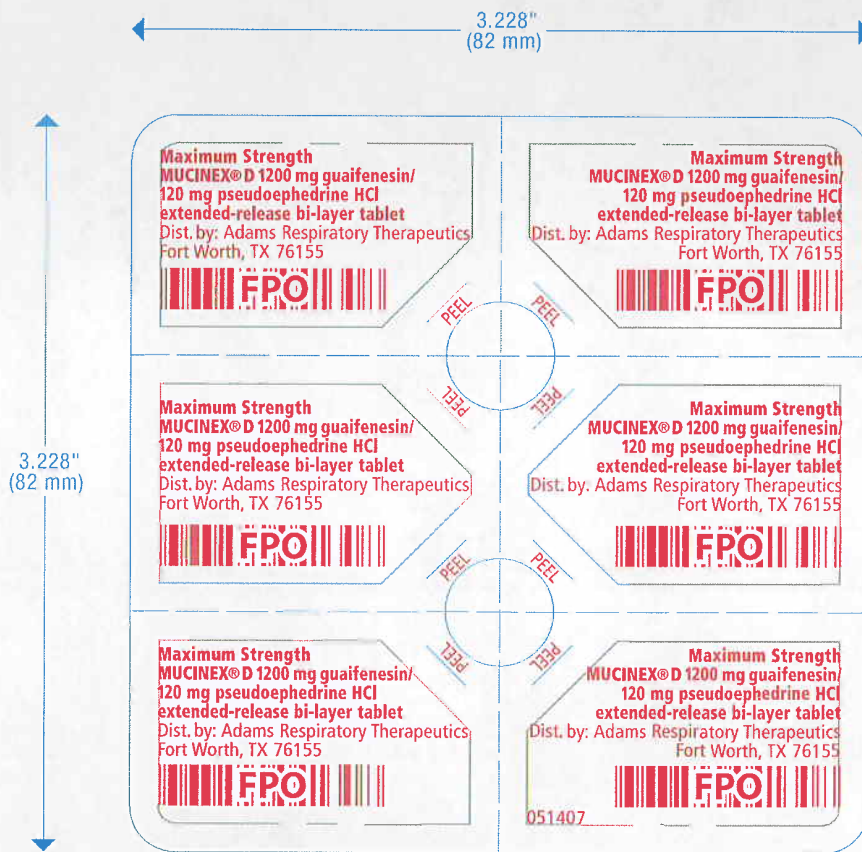 3.228"
(82 mm)
3.228"
(82 mm)
Maximum Strength
MUCINEX®D 1200 mg guaifenesin/
120 mg pseudoephedrine HCl
extended-release bi-layer tablet
Dist. by: Adams Respiratory Therapeutics
Fort Worth, TX 76155
FPO
Maximum Strength
MUCINEX®D 1200 mg guaifenesin/
120 mg pseudoephedrine HCl
extended-release bi-layer tablet
Dist. by: Adams Respiratory Therapeutics
Fort Worth, TX 76155
FPO
PEEL
PEEL
PEEL
PEEL
Maximum Strength
MUCINEX®D 1200 mg guaifenesin/
120 mg pseudoephedrine HCl
extended-release bi-layer tablet
Dist. by: Adams Respiratory Therapeutics
Fort Worth, TX 76155
FPO
Maximum Strength
MUCINEX®D 1200 mg guaifenesin/
120 mg pseudoephedrine HCl
extended-release bi-layer tablet
Dist. by: Adams Respiratory Therapeutics
Fort Worth, TX 76155
FPO
PEEL
PEEL
PEEL
PEEL
Maximum Strength
MUCINEX®D 1200 mg guaifenesin/
120 mg pseudoephedrine HCl
extended-release bi-layer tablet
Dist. by: Adams Respiratory Therapeutics
Fort Worth, TX 76155
FPO
Maximum Strength
MUCINEX®D 1200 mg guaifenesin/
120 mg pseudoephedrine HCl
extended-release bi-layer tablet
Dist. by: Adams Respiratory Therapeutics
Fort Worth, TX 76155
FPO
051407